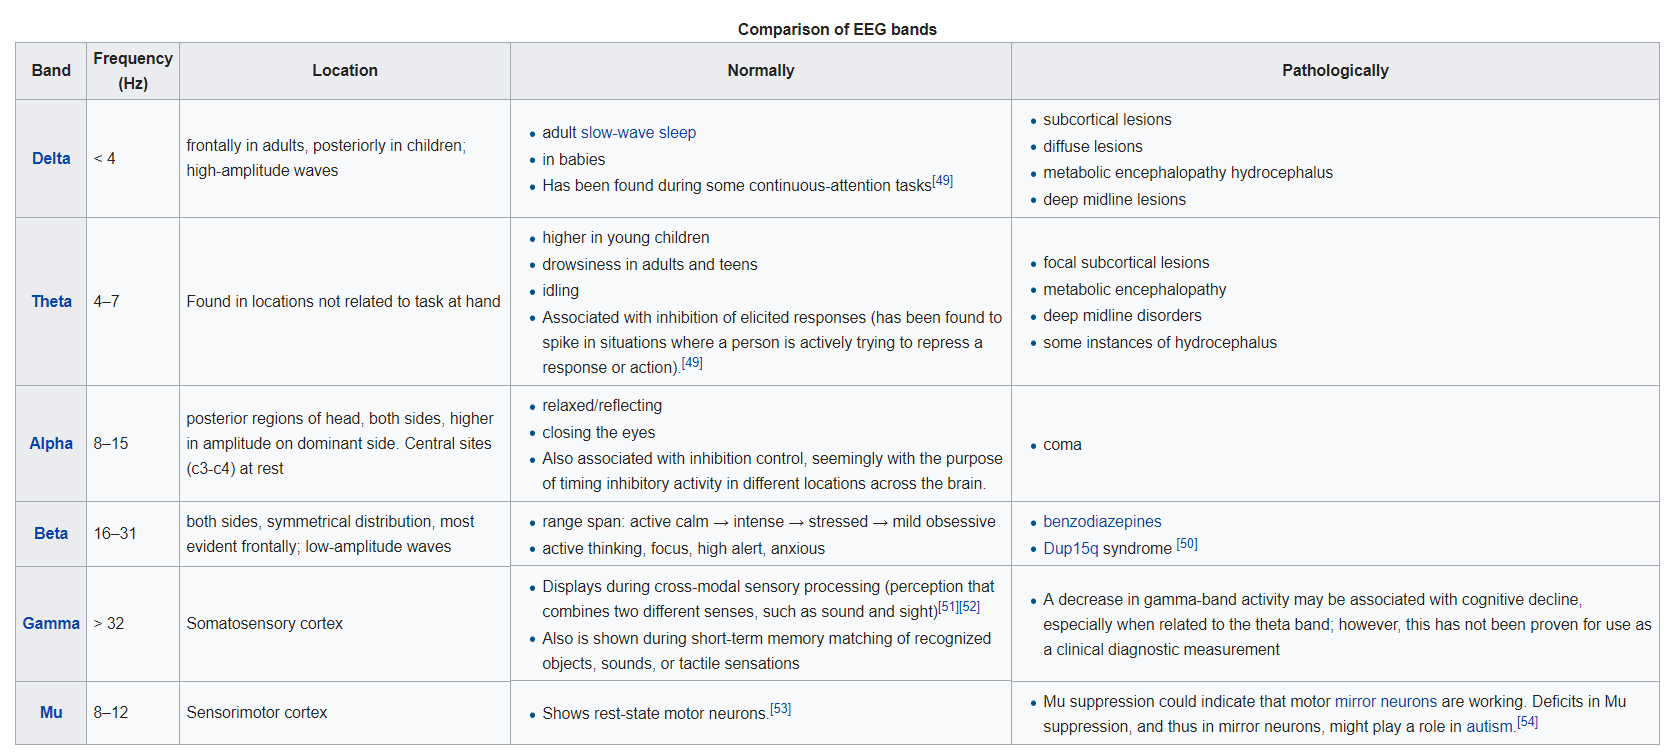 Comparison of EEG bands
Band
Frequency
(Hz)
Location
Normally
Pathologically
Delta
< 4
frontally in adults, posteriorly in children;
high-amplitude waves
• adult slow-wave sleep
• in babies
• Has been found during some continuous-attention tasks[49]
• subcortical lesions
• diffuse lesions
• metabolic encephalopathy hydrocephalus
• deep midline lesions
Theta
4–7
Found in locations not related to task at hand
• higher in young children
• drowsiness in adults and teens
• idling
• Associated with inhibition of elicited responses (has been found to
spike in situations where a person is actively trying to repress a
response or action).[49]
• focal subcortical lesions
• metabolic encephalopathy
• deep midline disorders
• some instances of hydrocephalus
Alpha
8–15
posterior regions of head, both sides, higher
in amplitude on dominant side. Central sites
(c3-c4) at rest
• relaxed/reflecting
• closing the eyes
• Also associated with inhibition control, seemingly with the purpose
of timing inhibitory activity in different locations across the brain.
• coma
Beta
16–31
both sides, symmetrical distribution, most
evident frontally; low-amplitude waves
• range span: active calm → intense → stressed → mild obsessive
• active thinking, focus, high alert, anxious
• benzodiazepines
• Dup15q syndrome [50]
Gamma
> 32
Somatosensory cortex
• Displays during cross-modal sensory processing (perception that
combines two different senses, such as sound and sight)[51][52]
• Also is shown during short-term memory matching of recognized
objects, sounds, or tactile sensations
• A decrease in gamma-band activity may be associated with cognitive decline,
especially when related to the theta band; however, this has not been proven for use as
a clinical diagnostic measurement
Mu
8–12
Sensorimotor cortex
• Shows rest-state motor neurons.[53]
• Mu suppression could indicate that motor mirror neurons are working. Deficits in Mu
suppression, and thus in mirror neurons, might play a role in autism.[54]